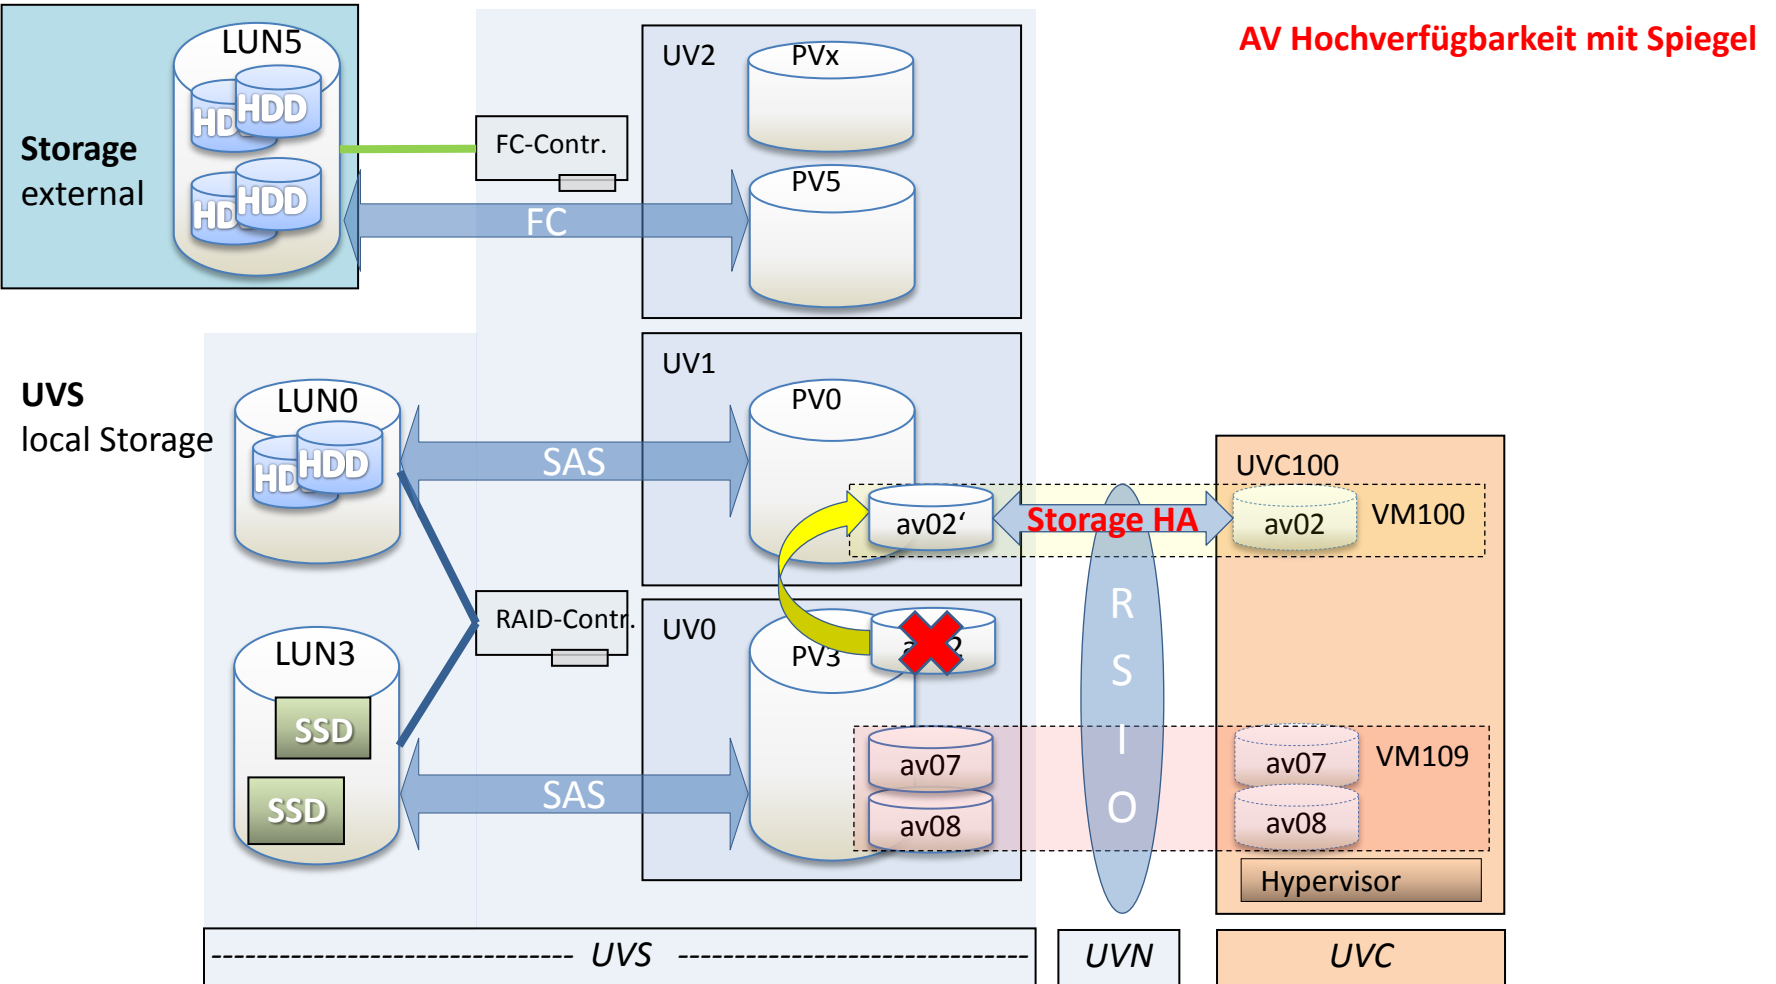 AV Hochverfügbarkeit mit Spiegel
LUN5
HDD
HDD
Storage
external
FC-Contr.
FC
UV2
PVx
PV5
UVS
local Storage
LUN0
HDD
SAS
UV1
PV0
av02‘
Storage HA
UVC100
av02
VM100
RAID-Contr.
UV0
PV3
LUN3
SSD
SSD
SAS
av07
av08
R
S
I
O
av07
av08
VM109
Hypervisor
------------------------------- UVS -------------------------------
UVN
UVC